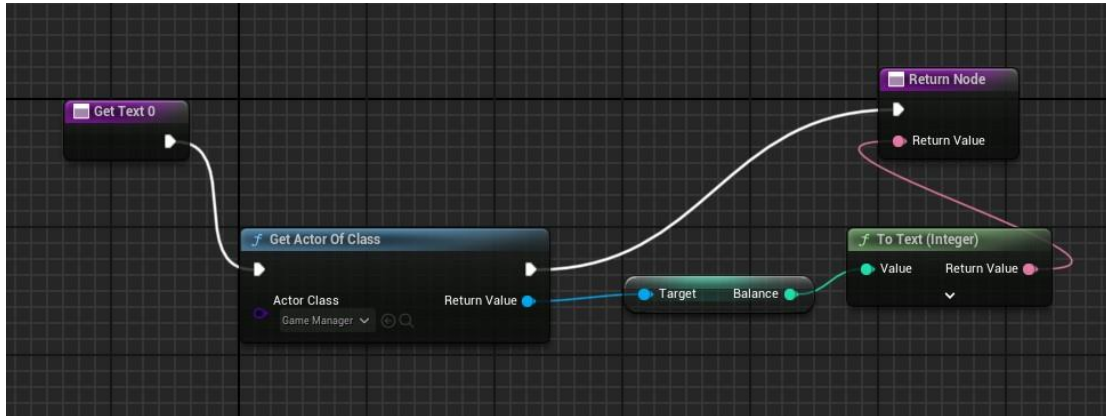 Get Text 0
Return Node
Return Value
f Get Actor Of Class
Actor Class
Return Value
Game Manager
Target
Balance
f To Text (Integer)
Value
Return Value